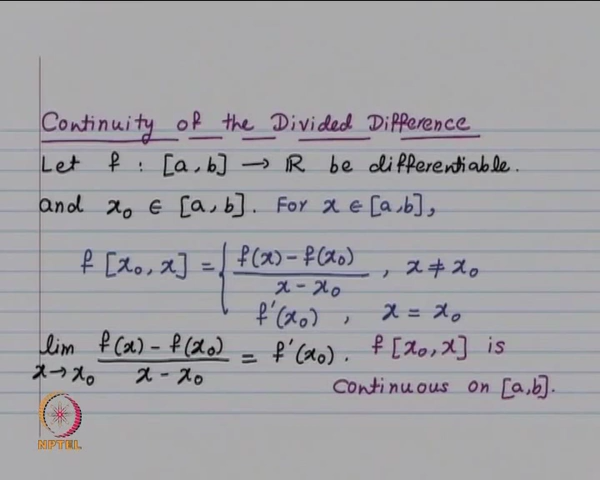 Continuity of the Divided Difference
Let f : [a, b] → ℝ be differentiable.
and x₀ ∈ [a, b]. For x ∈ [a, b],
f [x₀, x] = { (f(x) − f(x₀)) / (x − x₀) , x ≠ x₀
f'(x₀) , x = x₀
lim x→x₀ (f(x) − f(x₀)) / (x − x₀) = f'(x₀). f[x₀, x] is
continuous on [a, b].
NPTEL